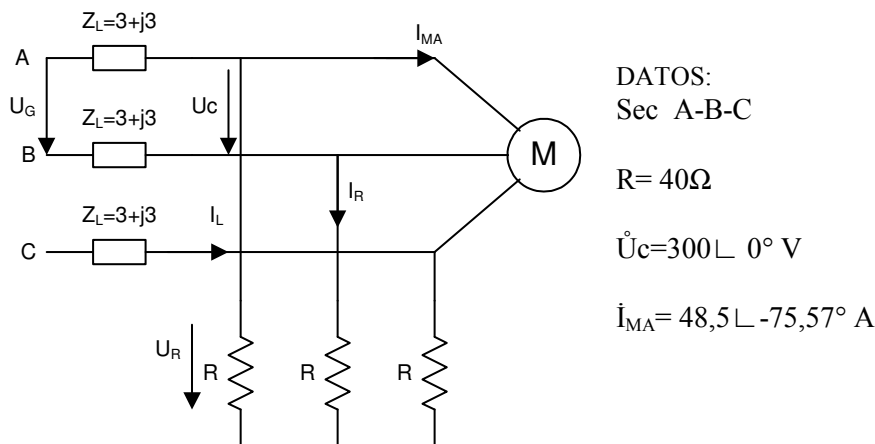 Z_L=3+j3
I_MA
A
U_G
Uc
Z_L=3+j3
B
M
I_R
Z_L=3+j3
I_L
C
U_R
R
R
R
DATOS:
Sec A-B-C
R= 40Ω
Ůc=300∟ 0° V
İ_MA= 48,5∟-75,57° A